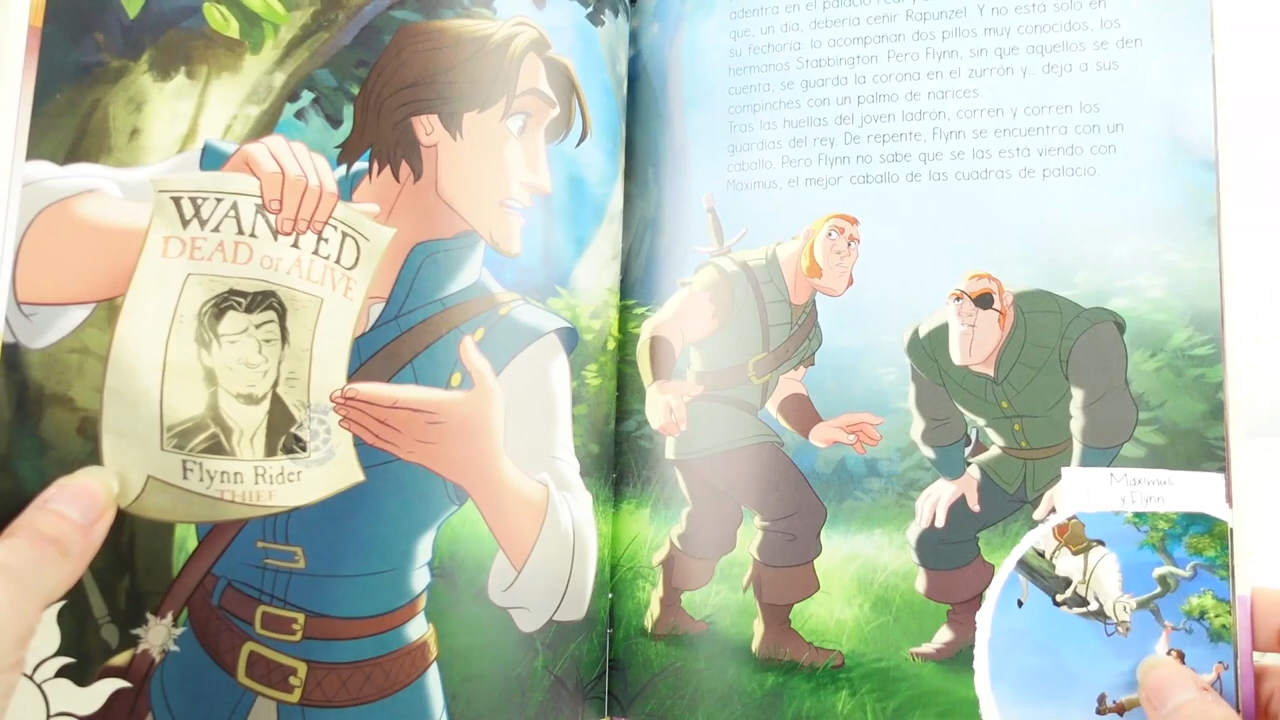 WANTED
DEAD or ALIVE
Flynn Rider
THIEF
adentra en el palacio real y
que, un día, debería ceñir Rapunzel. Y no está solo en
su fechoría: lo acompañan dos pillos muy conocidos, los
hermanos Stabbington. Pero Flynn, sin que aquellos se den
cuenta, se guarda la corona en el zurrón y... deja a sus
compinches con un palmo de narices.
Tras las huellas del joven ladrón, corren y corren los
guardias del rey. De repente, Flynn se encuentra con un
caballo. Pero Flynn no sabe que se las está viendo con
Maximus, el mejor caballo de las cuadras de palacio.
Maximus
y Flynn